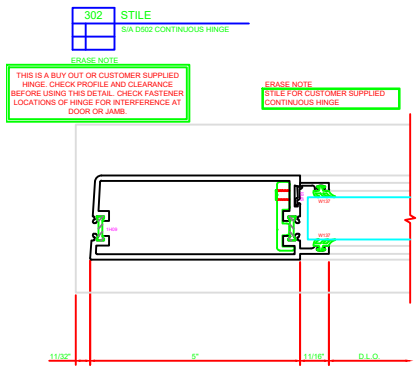 302 STILE
S/A D502 CONTINUOUS HINGE
ERASE NOTE
THIS IS A BUY OUT OR CUSTOMER SUPPLIED
HINGE. CHECK PROFILE AND CLEARANCE
BEFORE USING THIS DETAIL. CHECK FASTENER
LOCATIONS OF HINGE FOR INTERFERENCE AT
DOOR OR JAMB.
ERASE NOTE
STILE FOR CUSTOMER SUPPLIED
CONTINUOUS HINGE
W132
W132
11/32" 5" 11/16" D.L.O.